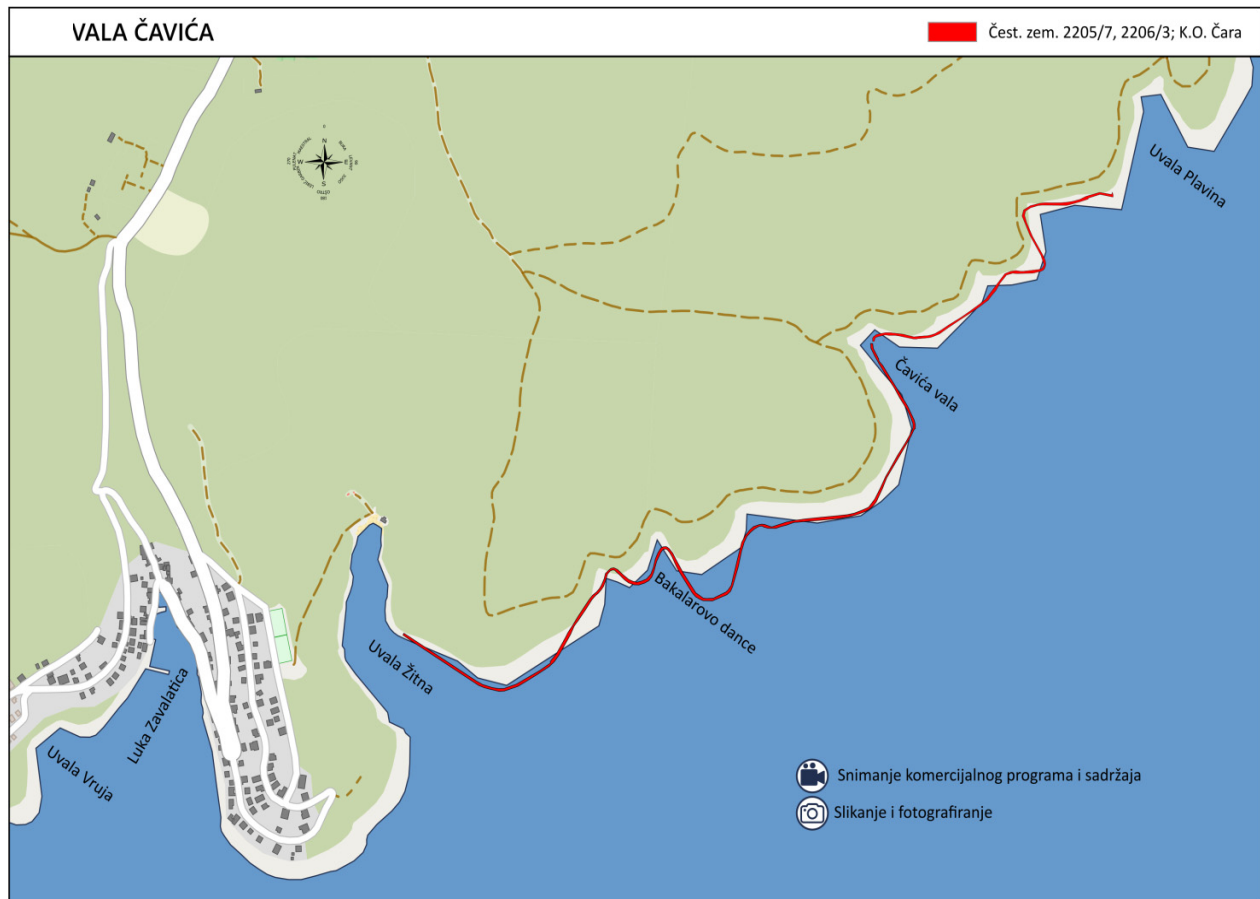 VALA ČAVIĆA
Čest. zem. 2205/7, 2206/3; K.O. Čara
N
W
E
S
Uvala Plavina
Čavića vala
Bakalarovo dance
Uvala Žitna
Luka Zavalatica
Uvala Vruja
Snimanje komercijalnog programa i sadržaja
Slikanje i fotografiranje